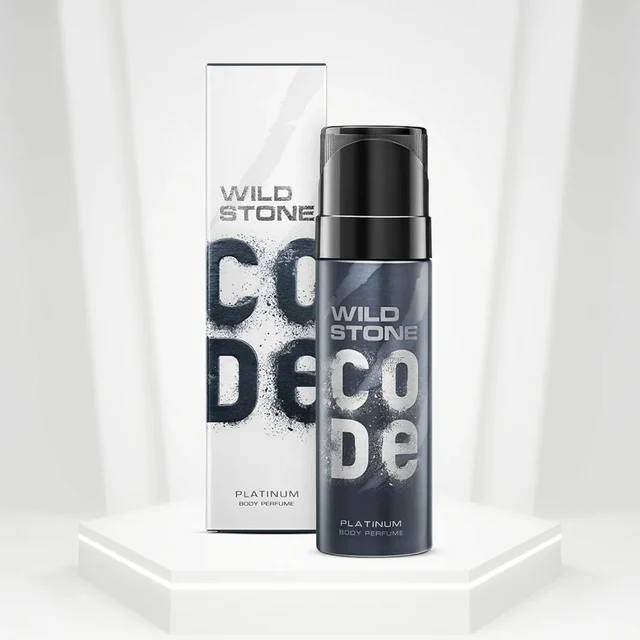 WILD
STONE
CO
De
PLATINUM
BODY PERFUME
WILD
STONE
CO
De
PLATINUM
BODY PERFUME